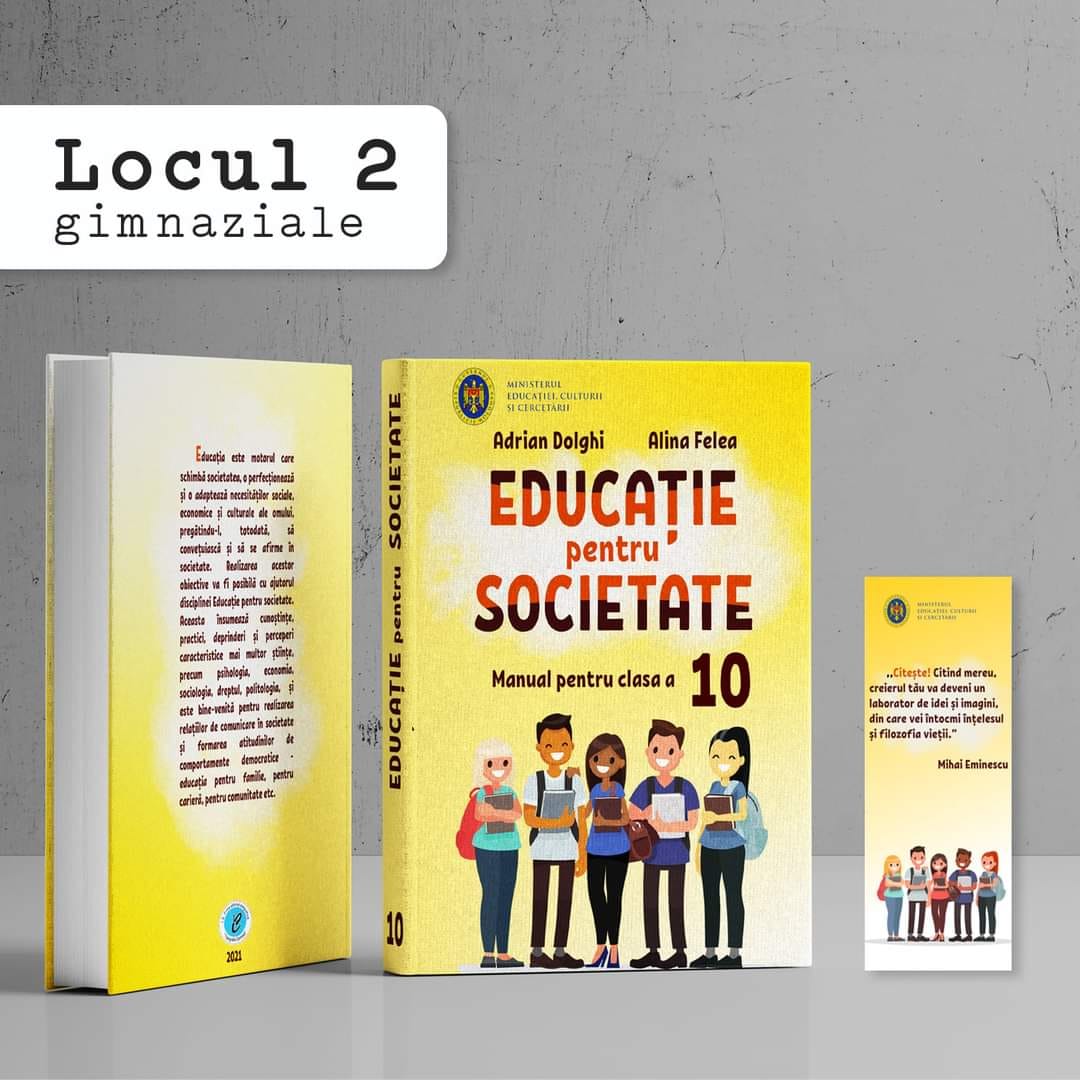 Locul 2
gimnaziale
Educația este motorul care
schimbă societatea, o perfecționează
și o adaptează necesităților sociale,
economice și culturale ale omului,
pregătindu-l, totodată, să
convețuiască și să se afirme în
societate. Realizarea acestor
obiective va fi posibilă cu ajutorul
disciplinei Educație pentru societate.
Aceasta însumează cunoștințe,
practici, deprinderi și perceperi
caracteristice mai multor științe,
precum psihologia, economia,
sociologia, dreptul, politologia, și
este bine-venită pentru realizarea
relațiilor de comunicare în societate
și formarea atitudinilor de
comportamente democratice -
educația pentru familie, pentru
carieră, pentru comunitate etc.
2021
EDUCAȚIE pentru SOCIETATE
10
MINISTERUL
EDUCAȚIEI, CULTURII
ȘI CERCETĂRII
Adrian Dolghi Alina Felea
EDUCAȚIE
pentru
SOCIETATE
Manual pentru clasa a 10
MINISTERUL
EDUCAȚIEI, CULTURII
ȘI CERCETĂRII
,,Citește! Citind mereu,
creierul tău va deveni un
laborator de idei și imagini,
din care vei întocmi înțelesul
și filozofia vieții."
Mihai Eminescu